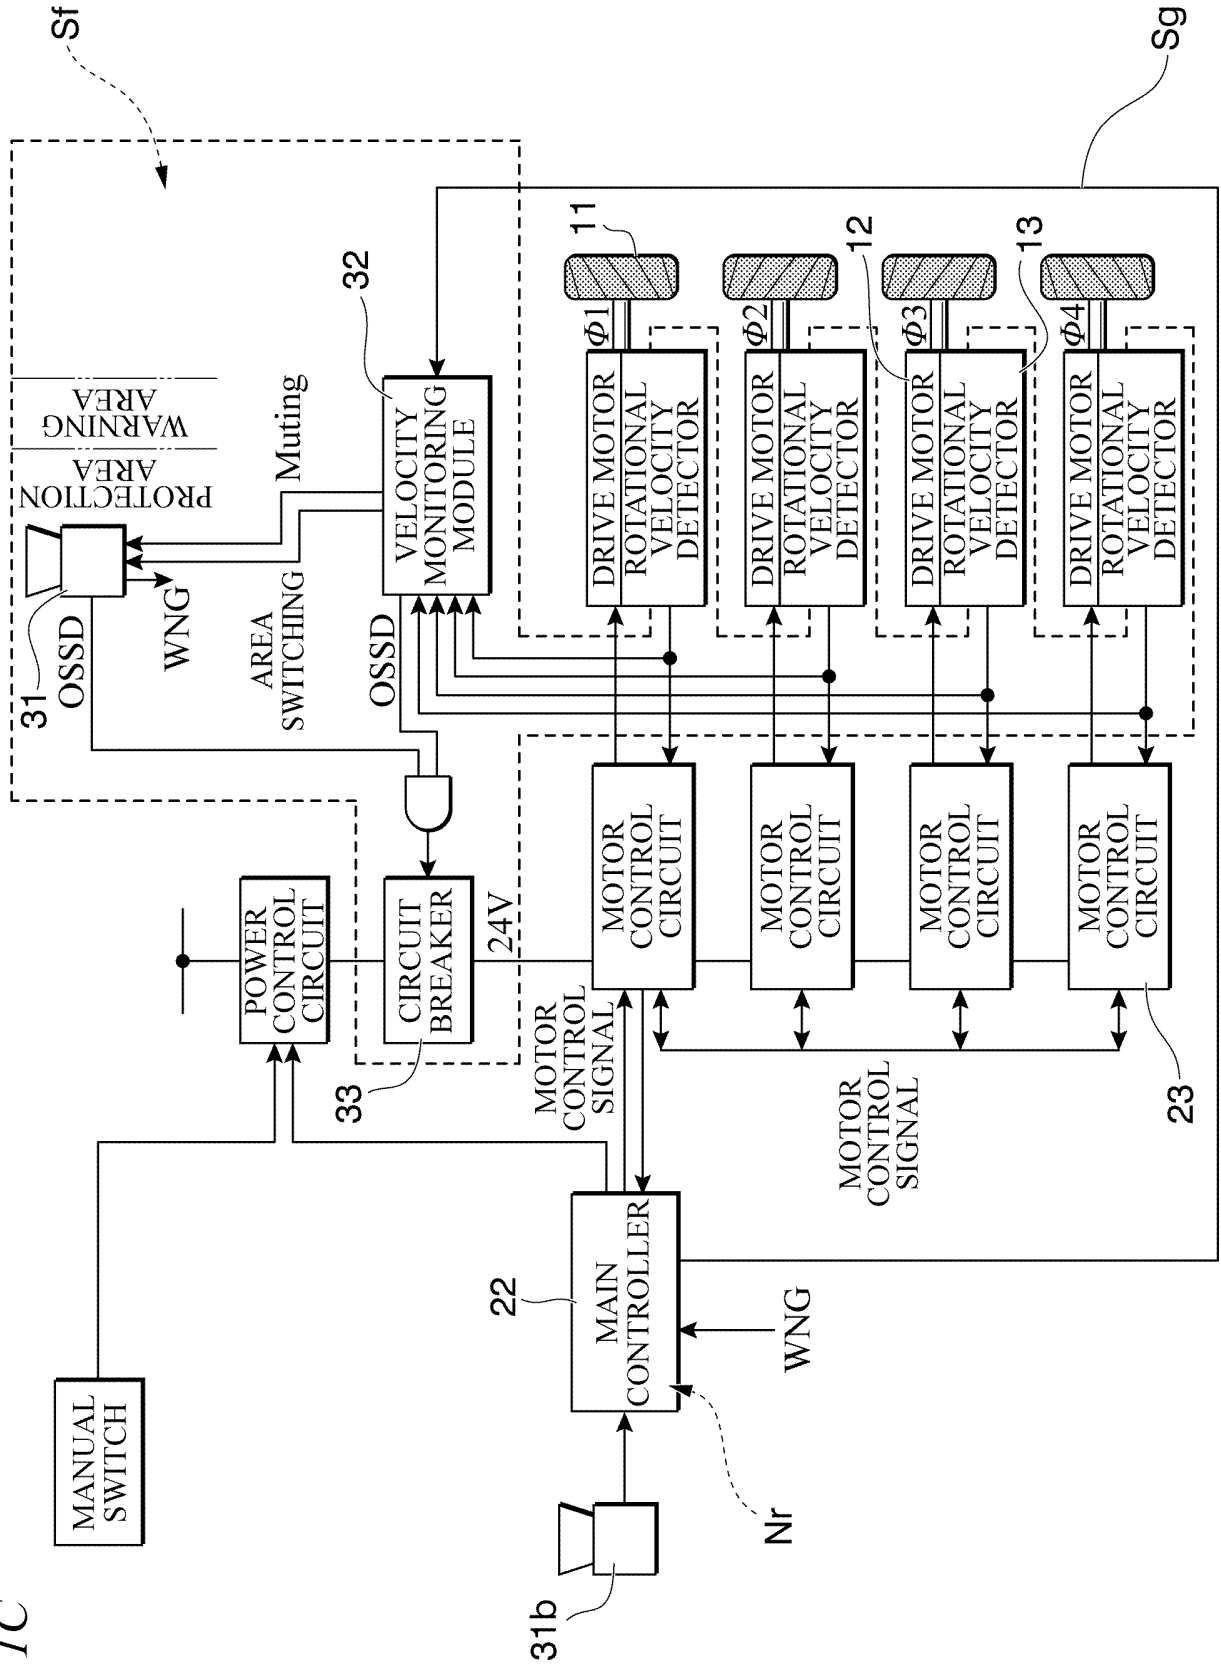 1C
MANUAL
SWITCH
POWER
CONTROL
CIRCUIT
31
OSSD
WNG
PROTECTION
AREA
WARNING
AREA
Sf
AREA
SWITCHING
Muting
33
CIRCUIT
BREAKER
24V
OSSD
VELOCITY
MONITORING
MODULE
32
31b
22
MAIN
CONTROLLER
Nr
WNG
MOTOR
CONTROL
SIGNAL
MOTOR
CONTROL
CIRCUIT
DRIVE MOTOR
ROTATIONAL
VELOCITY
DETECTOR
Φ1
11
MOTOR
CONTROL
CIRCUIT
DRIVE MOTOR
ROTATIONAL
VELOCITY
DETECTOR
Φ2
MOTOR
CONTROL
SIGNAL
MOTOR
CONTROL
CIRCUIT
DRIVE MOTOR
ROTATIONAL
VELOCITY
DETECTOR
Φ3
12
13
23
MOTOR
CONTROL
CIRCUIT
DRIVE MOTOR
ROTATIONAL
VELOCITY
DETECTOR
Φ4
Sg